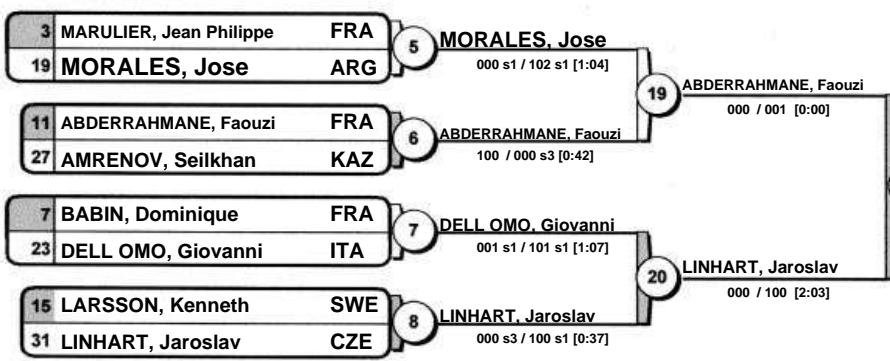 3 MARULIER, Jean Philippe FRA
19 MORALES, Jose ARG
5
MORALES, Jose
000 s1 / 102 s1 [1:04]
11 ABDERRAHMANE, Faouzi FRA
27 AMRENOV, Seilkhan KAZ
6
ABDERRAHMANE, Faouzi
100 / 000 s3 [0:42]
19
ABDERRAHMANE, Faouzi
000 / 001 [0:00]
7 BABIN, Dominique FRA
23 DELL OMO, Giovanni ITA
7
DELL OMO, Giovanni
001 s1 / 101 s1 [1:07]
15 LARSSON, Kenneth SWE
31 LINHART, Jaroslav CZE
8
LINHART, Jaroslav
000 s3 / 100 s1 [0:37]
20
LINHART, Jaroslav
000 / 100 [2:03]